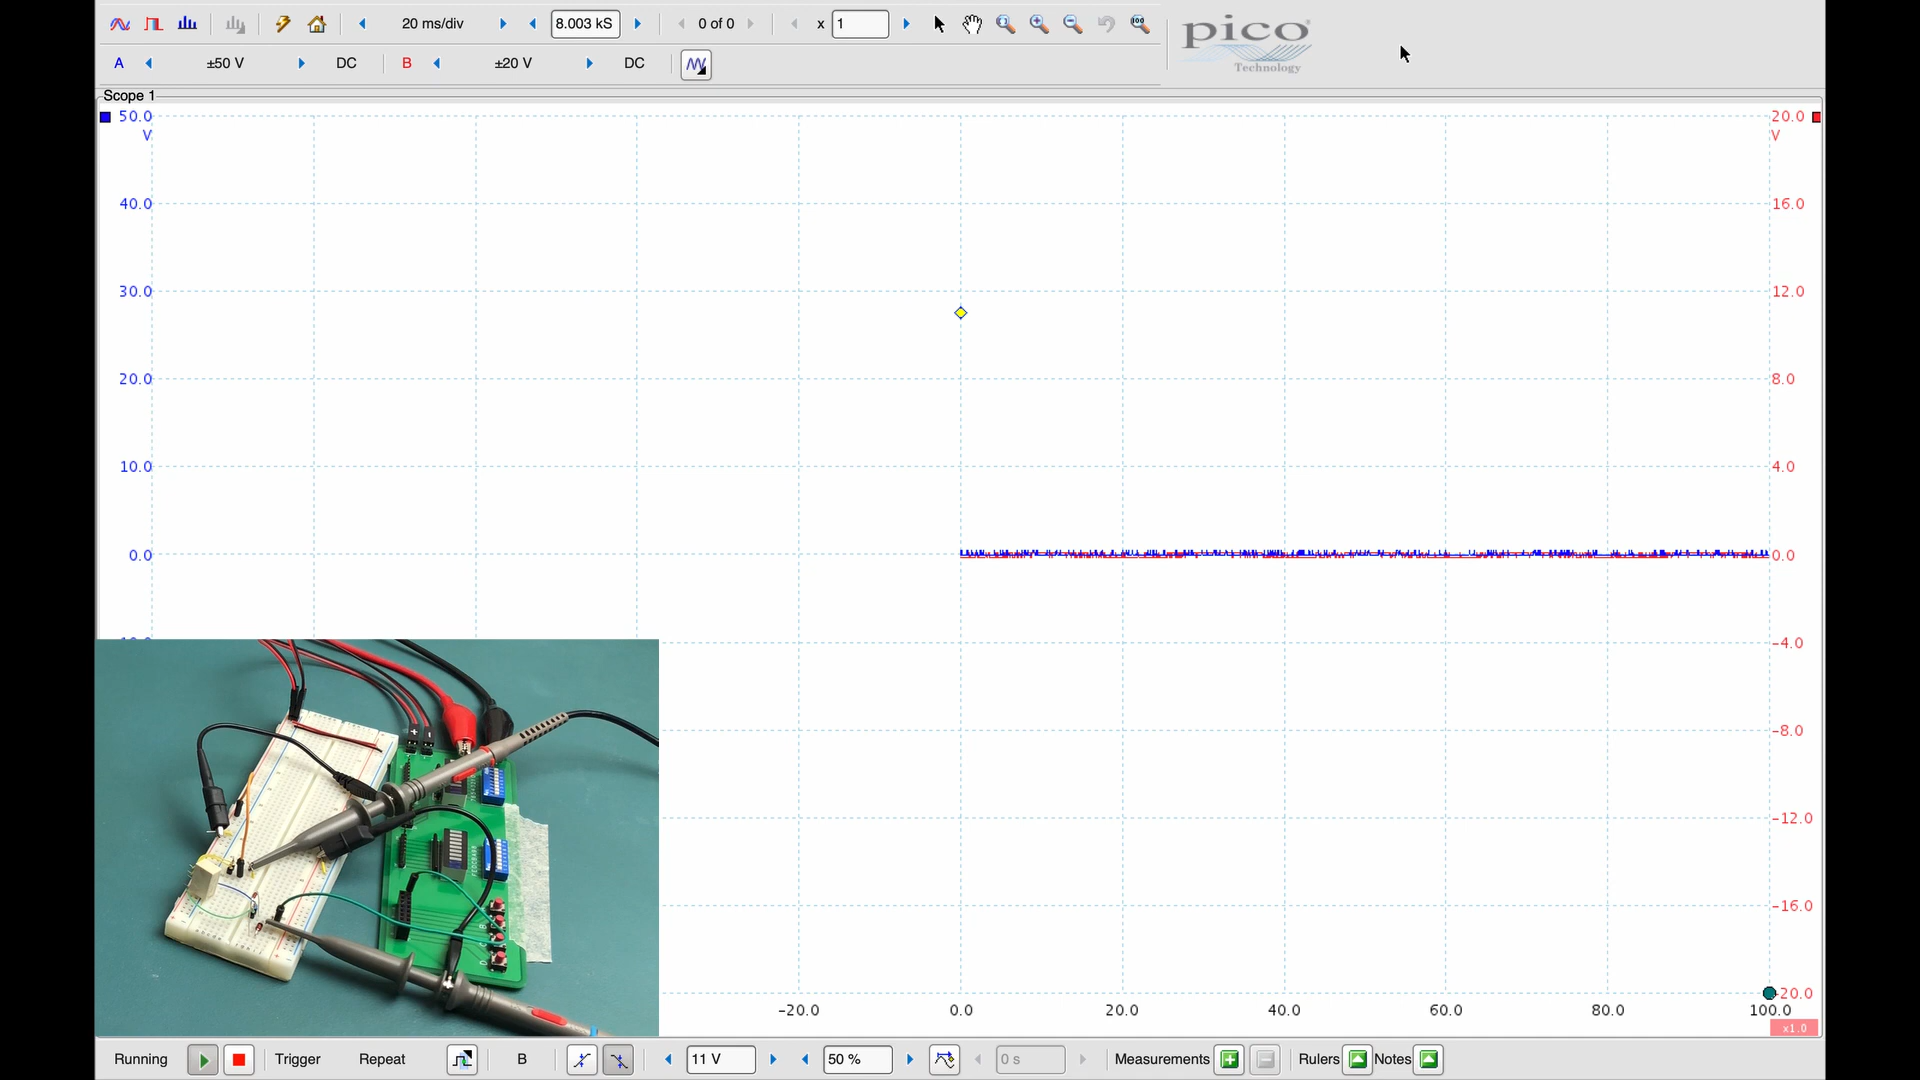 20 ms/div 8.003 kS 0 of 0 x 1
pico
Technology
A ±50 V DC B ±20 V DC
Scope 1
50.0 20.0
V V
40.0 16.0
30.0 12.0
20.0 8.0
10.0 4.0
0.0 0.0
-4.0
-8.0
-12.0
-16.0
-20.0
-20.0 0.0 20.0 40.0 60.0 80.0 100.0
x1.0
Running Trigger Repeat B 11 V 50 % 0 s Measurements Rulers Notes